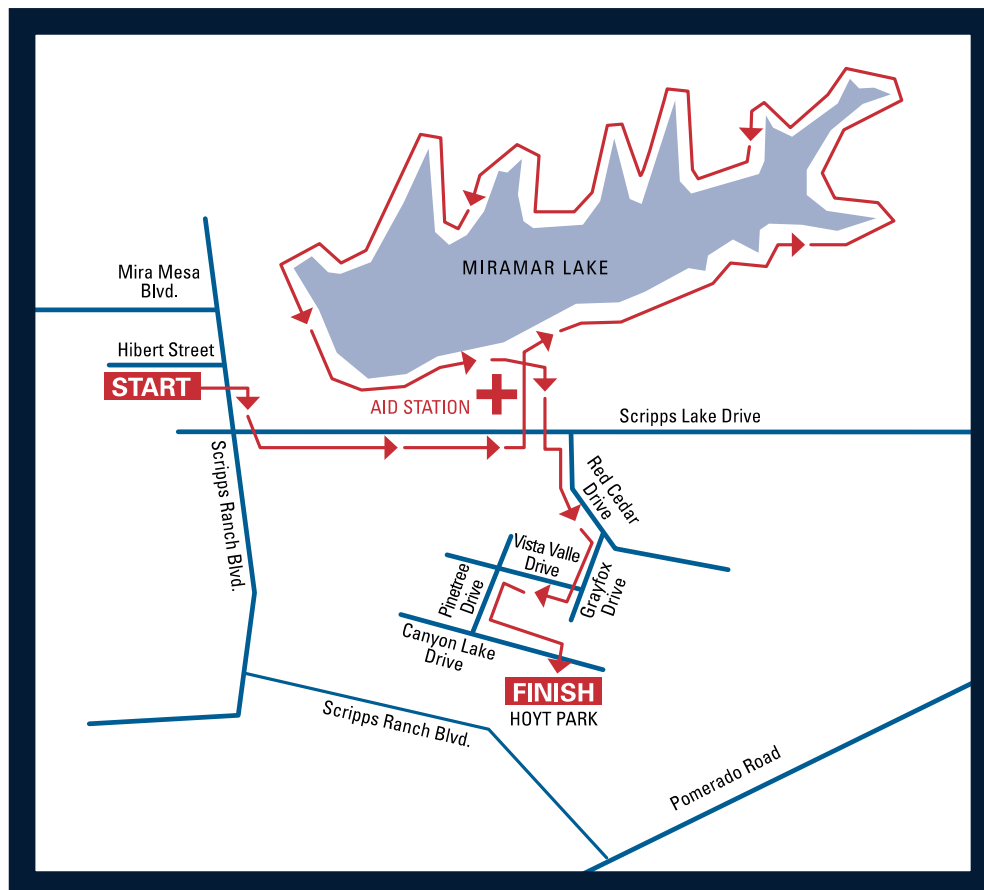 MIRAMAR LAKE
Mira Mesa
Blvd.
Hibert Street
START
AID STATION
Scripps Lake Drive
Scripps Ranch Blvd.
Red Cedar
Drive
Vista Valle
Drive
Pinetree
Drive
Grayfox
Drive
Canyon Lake
Drive
FINISH
HOYT PARK
Scripps Ranch Blvd.
Pomerado Road